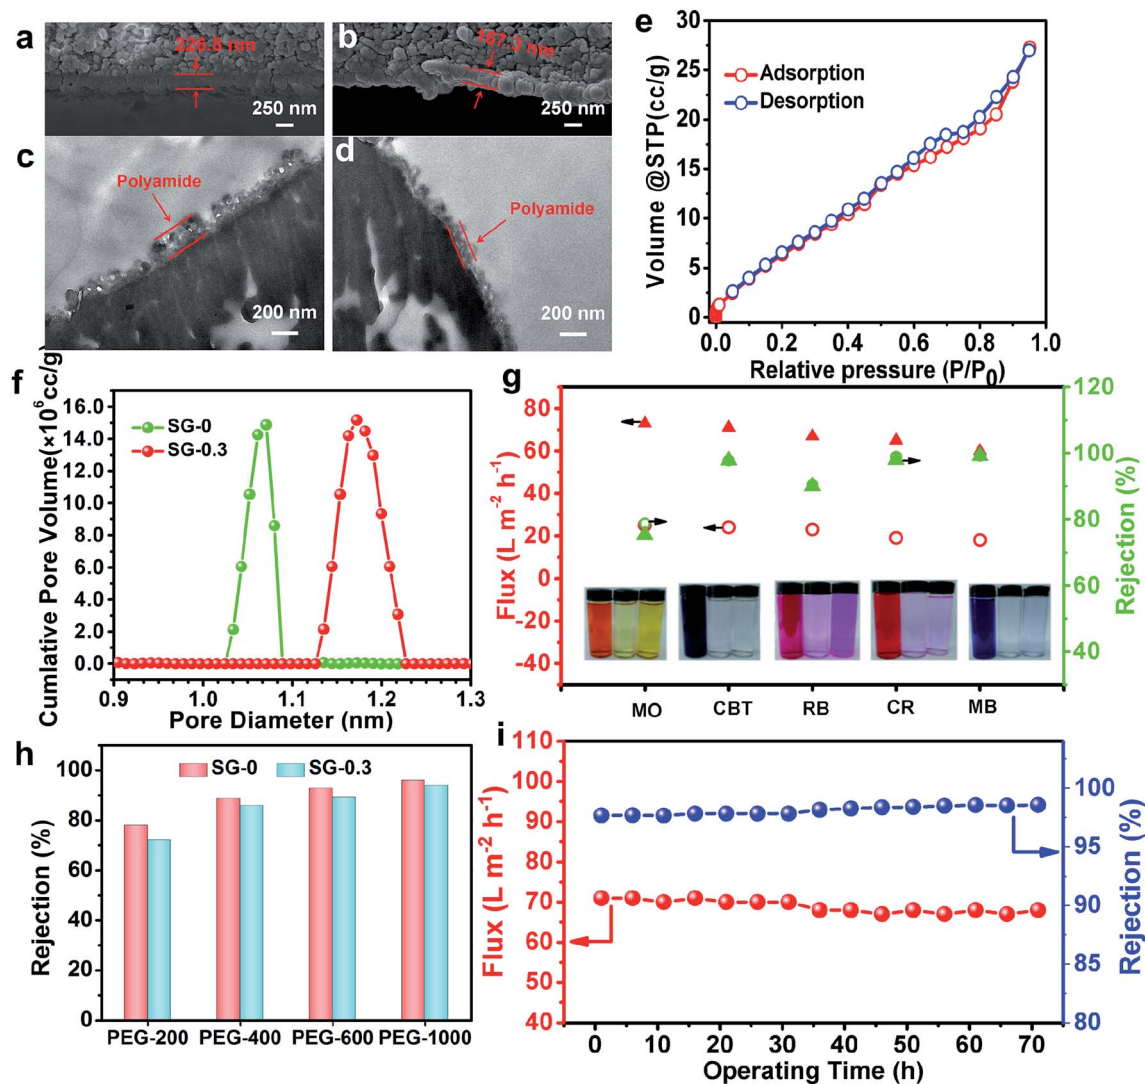 a
226.8 nm
250 nm
b
187.3 nm
250 nm
c
Polyamide
200 nm
d
Polyamide
200 nm
e
Volume @STP(cc/g)
30
25
20
15
10
5
0
Adsorption
Desorption
0.0 0.2 0.4 0.6 0.8 1.0
Relative pressure (P/P0)
f
Cumlative Pore Volume(×10⁶cc/g)
16.0
14.0
12.0
10.0
8.0
6.0
4.0
2.0
0.0
SG-0
SG-0.3
0.9 1.0 1.1 1.2 1.3
Pore Diameter (nm)
g
Flux (L m-2 h-1)
80
60
40
20
0
-20
-40
120
100
80
60
40
Rejection (%)
MO CBT RB CR MB
h
Rejection (%)
100
80
60
40
20
0
SG-0 SG-0.3
PEG-200 PEG-400 PEG-600 PEG-1000
i
Flux (L m-2 h-1)
110
100
90
80
70
60
50
40
100
95
90
85
80
Rejection (%)
0 10 20 30 40 50 60 70
Operating Time (h)